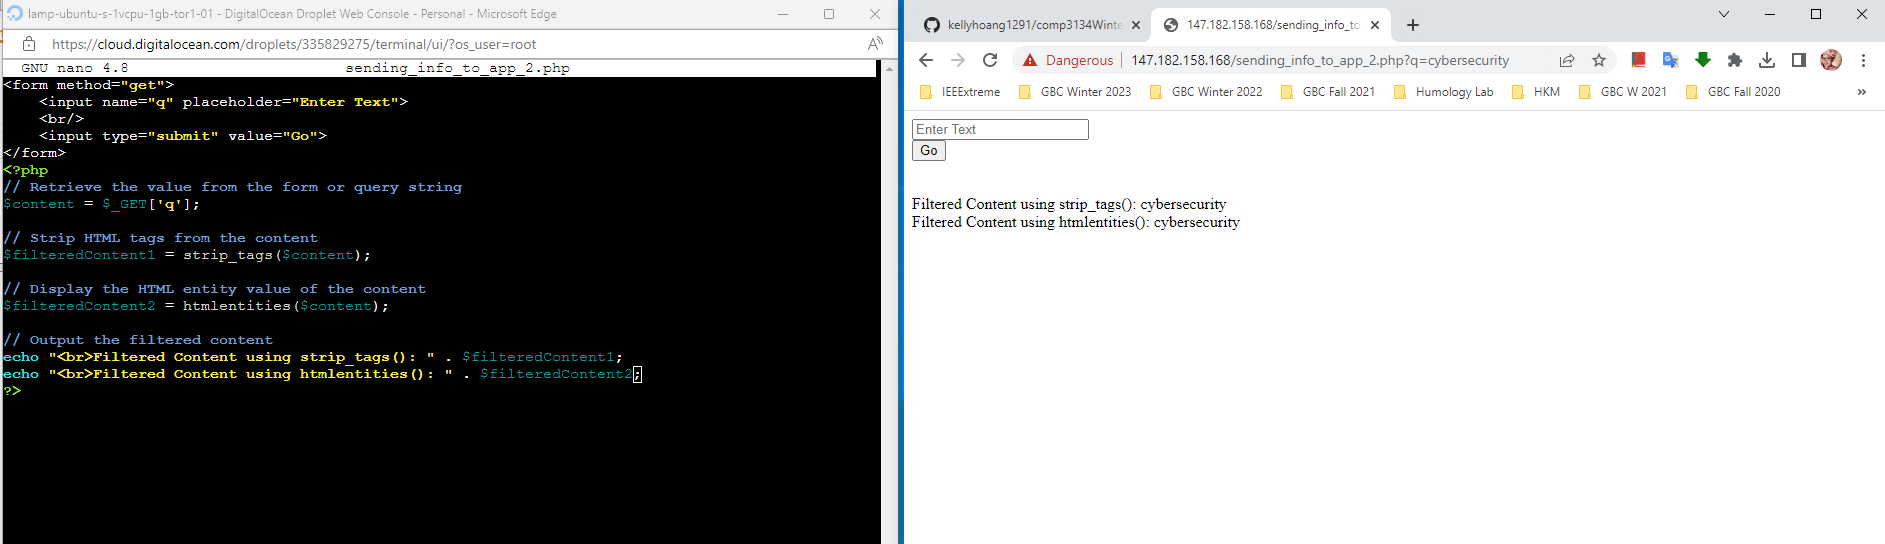 lamp-ubuntu-s-1vcpu-1gb-tor1-01 - DigitalOcean Droplet Web Console - Personal - Microsoft Edge
https://cloud.digitalocean.com/droplets/335829275/terminal/ui/?os_user=root
GNU nano 4.8 sending_info_to_app_2.php
<form method="get">
    <input name="q" placeholder="Enter Text">
    <br/>
    <input type="submit" value="Go">
</form>
<?php
// Retrieve the value from the form or query string
$content = $_GET['q'];
// Strip HTML tags from the content
$filteredContent1 = strip_tags($content);
// Display the HTML entity value of the content
$filteredContent2 = htmlentities($content);
// Output the filtered content
echo "<br>Filtered Content using strip_tags(): " . $filteredContent1;
echo "<br>Filtered Content using htmlentities(): " . $filteredContent2;
?>
kellyhoang1291/comp3134Winte
147.182.158.168/sending_info_to_
Dangerous 147.182.158.168/sending_info_to_app_2.php?q=cybersecurity
IEEExtreme GBC Winter 2023 GBC Winter 2022 GBC Fall 2021 Humology Lab HKM GBC W 2021 GBC Fall 2020 »
Enter Text
Go
Filtered Content using strip_tags(): cybersecurity
Filtered Content using htmlentities(): cybersecurity